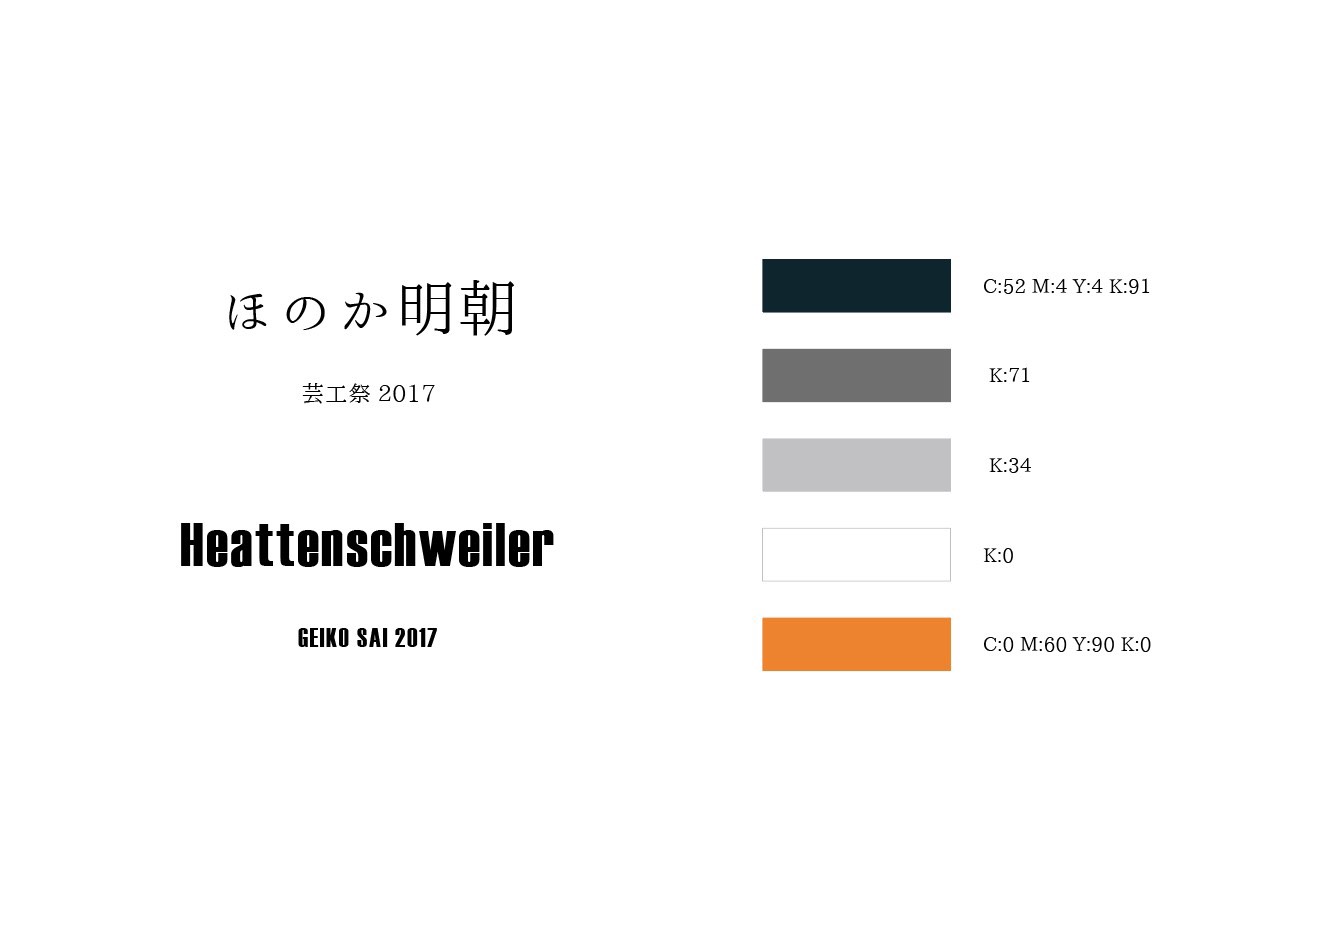 ほのか明朝
芸工祭 2017
Heattenschweiler
GEIKO SAI 2017
C:52 M:4 Y:4 K:91
K:71
K:34
K:0
C:0 M:60 Y:90 K:0